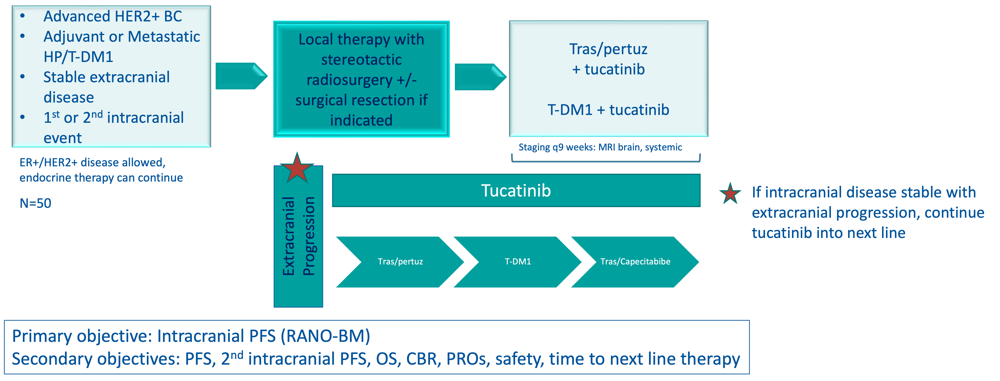 • Advanced HER2+ BC
• Adjuvant or Metastatic
HP/T-DM1
• Stable extracranial
disease
• 1st or 2nd intracranial
event
ER+/HER2+ disease allowed,
endocrine therapy can continue
N=50
Local therapy with
stereotactic
radiosurgery +/-
surgical resection if
indicated
Tras/pertuz
+ tucatinib
T-DM1 + tucatinib
Staging q9 weeks: MRI brain, systemic
Extracranial
Progression
Tucatinib
Tras/pertuz
T-DM1
Tras/Capecitabibe
If intracranial disease stable with
extracranial progression, continue
tucatinib into next line
Primary objective: Intracranial PFS (RANO-BM)
Secondary objectives: PFS, 2nd intracranial PFS, OS, CBR, PROs, safety, time to next line therapy